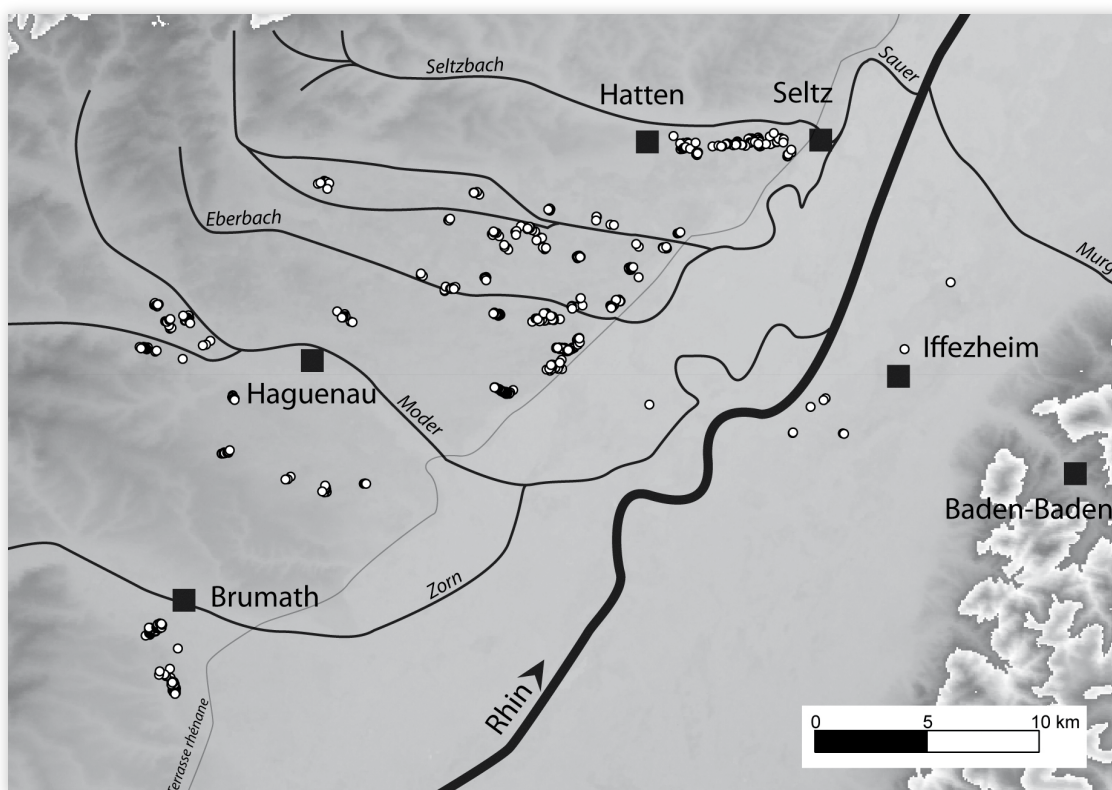 Seltzbach
Sauer
Hatten
Seltz
Eberbach
Murg
Iffezheim
Haguenau
Moder
Baden-Baden
Zorn
Brumath
Rhin
Terrasse rhénane
0 5 10 km